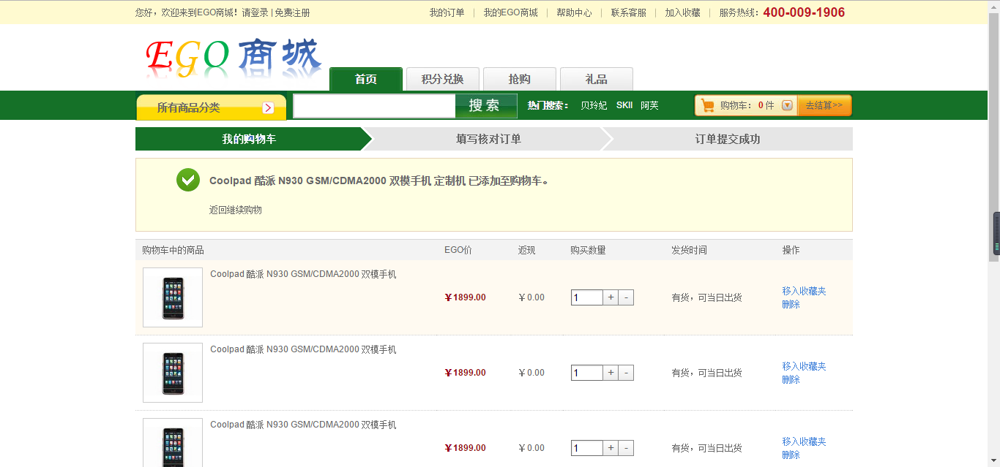 您好，欢迎来到EGO商城！请登录 | 免费注册
我的订单 | 我的EGO商城 | 帮助中心 | 联系客服 | 加入收藏 | 服务热线：400-009-1906
EGO 商城
首页 积分兑换 抢购 礼品
所有商品分类 搜 索 热门搜索： 贝玲妃 SKII 阿芙 购物车： 0 件 去结算>>
我的购物车 填写核对订单 订单提交成功
Coolpad 酷派 N930 GSM/CDMA2000 双模手机 定制机 已添加至购物车。
返回继续购物
购物车中的商品 EGO价 返现 购买数量 发货时间 操作
Coolpad 酷派 N930 GSM/CDMA2000 双模手机
￥1899.00 ￥0.00 1 + - 有货，可当日出货 移入收藏夹
删除
Coolpad 酷派 N930 GSM/CDMA2000 双模手机
￥1899.00 ￥0.00 1 + - 有货，可当日出货 移入收藏夹
删除
Coolpad 酷派 N930 GSM/CDMA2000 双模手机
￥1899.00 ￥0.00 1 + - 有货，可当日出货 移入收藏夹
删除